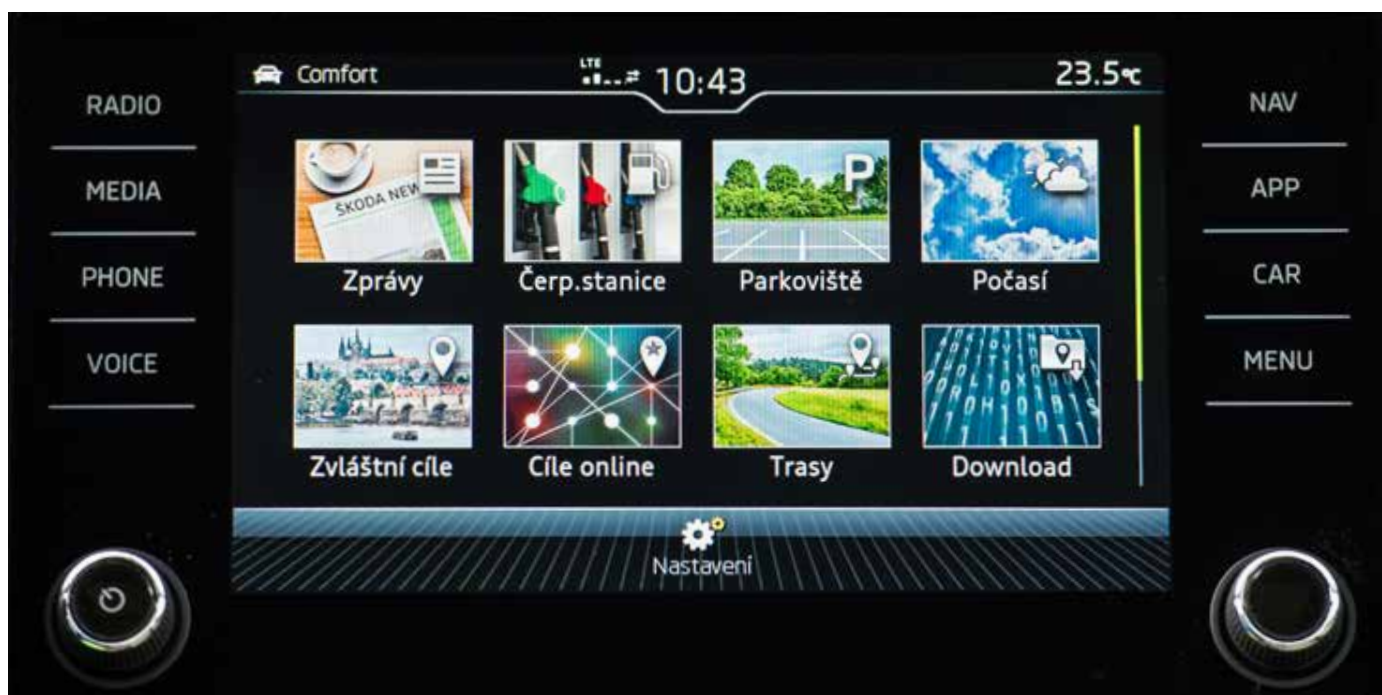 RADIO
MEDIA
PHONE
VOICE
Comfort
LTE
10:43
23.5°C
ŠKODA NEW
Zprávy
Čerp.stanice
P
Parkoviště
Počasí
Zvláštní cíle
Cíle online
Trasy
Download
Nastavení
NAV
APP
CAR
MENU